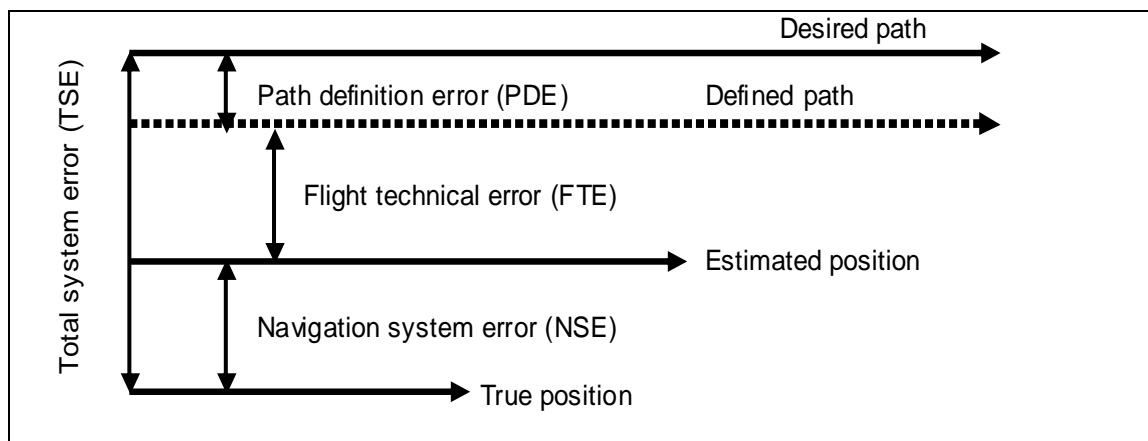 Desired path
Path definition error (PDE)
Defined path
Total system error (TSE)
Flight technical error (FTE)
Estimated position
Navigation system error (NSE)
True position